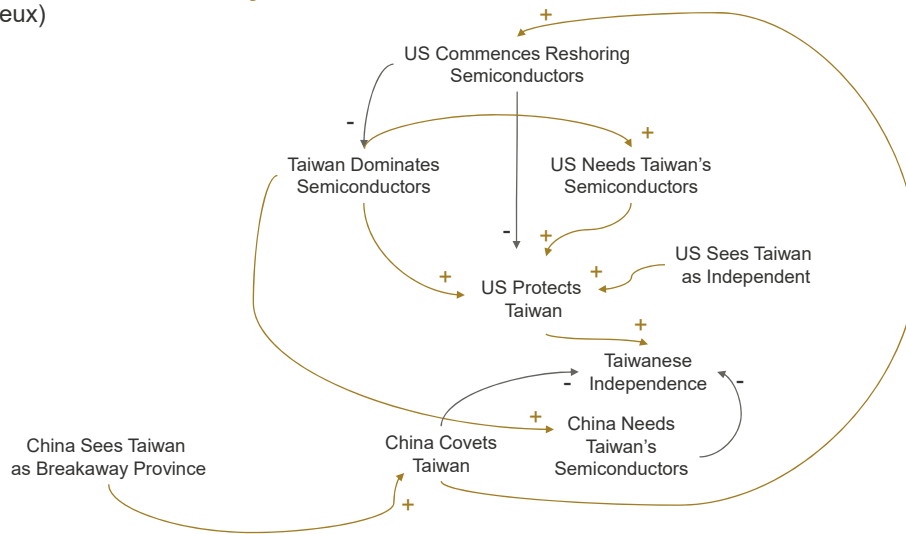 eux)
+
US Commences Reshoring
Semiconductors
-
+
Taiwan Dominates
Semiconductors
US Needs Taiwan's
Semiconductors
-
+
US Sees Taiwan
as Independent
+
+
US Protects
Taiwan
+
Taiwanese
Independence
-
-
+
China Needs
Taiwan's
Semiconductors
China Covets
Taiwan
China Sees Taiwan
as Breakaway Province
+